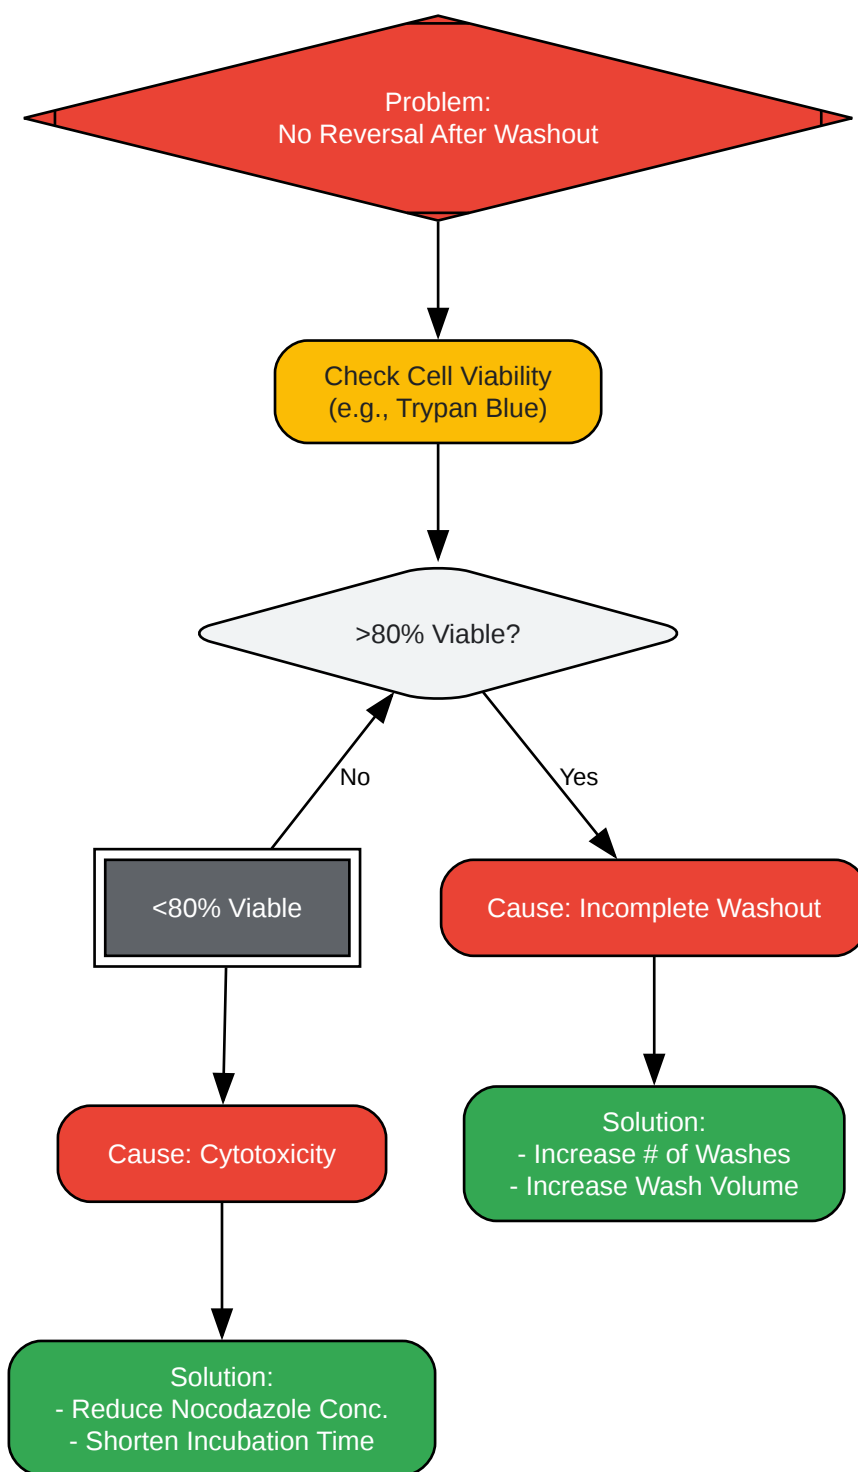 Problem:
No Reversal After Washout
Check Cell Viability
(e.g., Trypan Blue)
>80% Viable?
No
Yes
<80% Viable
Cause: Incomplete Washout
Cause: Cytotoxicity
Solution:
- Increase # of Washes
- Increase Wash Volume
Solution:
- Reduce Nocodazole Conc.
- Shorten Incubation Time